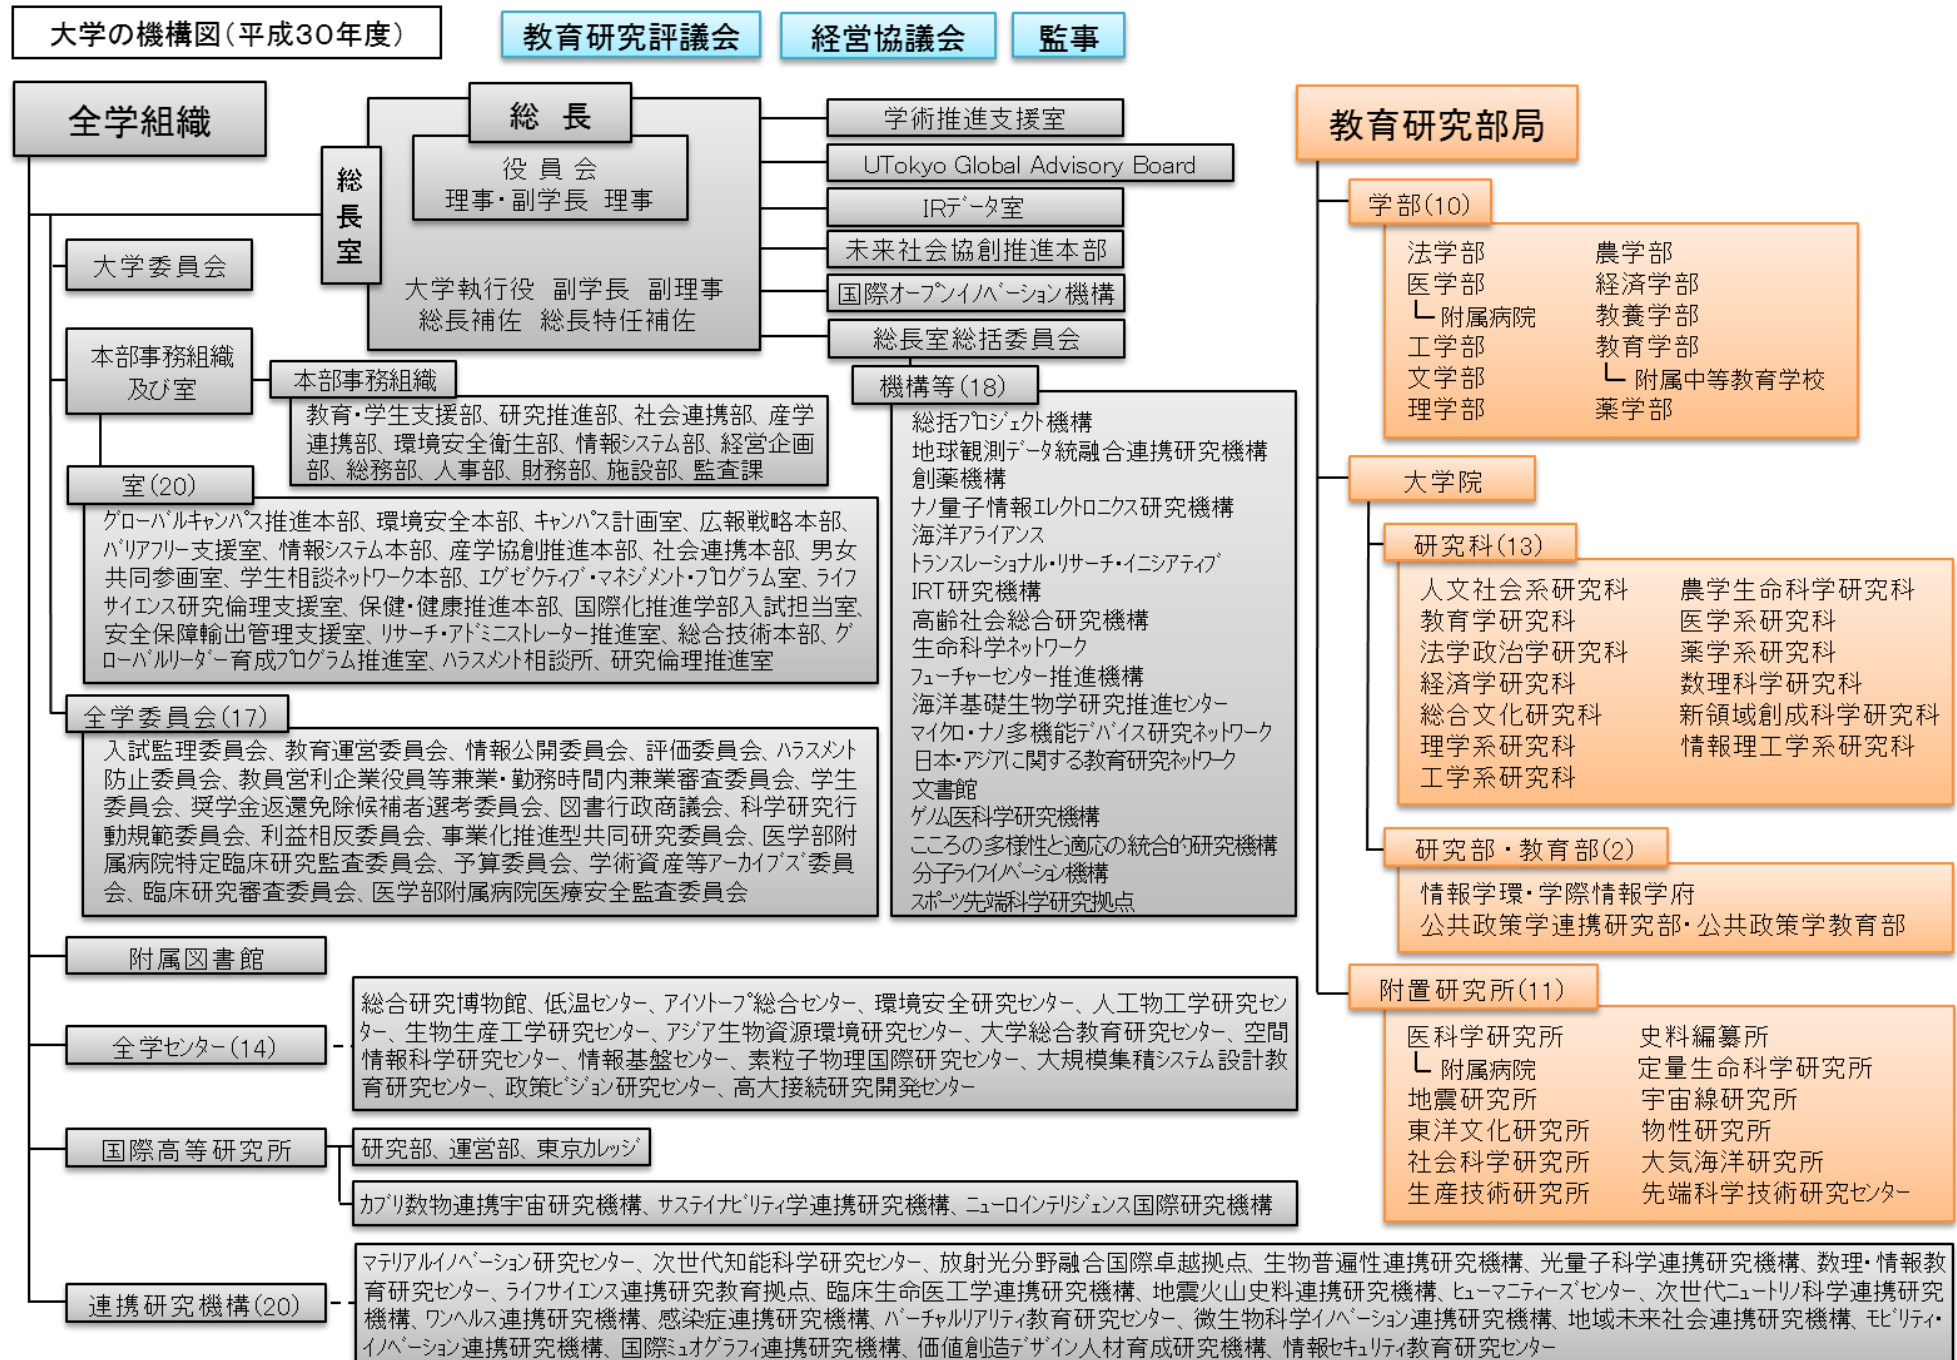 大学の機構図(平成30年度)
教育研究評議会
経営協議会
監事
全学組織
総長
役員会
理事・副学長 理事
総長室
大学執行役 副学長 副理事
総長補佐 総長特任補佐
学術推進支援室
UTokyo Global Advisory Board
IRデータ室
未来社会協創推進本部
国際オープンイノベーション機構
総長室総括委員会
大学委員会
本部事務組織
及び室
本部事務組織
教育・学生支援部、研究推進部、社会連携部、産学
連携部、環境安全衛生部、情報システム部、経営企画
部、総務部、人事部、財務部、施設部、監査課
室(20)
グローバルキャンパス推進本部、環境安全本部、キャンパス計画室、広報戦略本部、
バリアフリー支援室、情報システム本部、産学協創推進本部、社会連携本部、男女
共同参画室、学生相談ネットワーク本部、エグゼクティブ・マネジメント・プログラム室、ライフ
サイエンス研究倫理支援室、保健・健康推進本部、国際化推進学部入試担当室、
安全保障輸出管理支援室、リサーチ・アドミニストレーター推進室、総合技術本部、グ
ローバルリーダー育成プログラム推進室、ハラスメント相談所、研究倫理推進室
全学委員会(17)
入試監理委員会、教育運営委員会、情報公開委員会、評価委員会、ハラスメント
防止委員会、教員営利企業役員等兼業・勤務時間内兼業審査委員会、学生
委員会、奨学金返還免除候補者選考委員会、図書行政商議会、科学研究行
動規範委員会、利益相反委員会、事業化推進型共同研究委員会、医学部附
属病院特定臨床研究監査委員会、予算委員会、学術資産等アーカイブズ委員
会、臨床研究審査委員会、医学部附属病院医療安全監査委員会
機構等(18)
総括プロジェクト機構
地球観測データ統融合連携研究機構
創薬機構
ナノ量子情報エレクトロニクス研究機構
海洋アライアンス
トランスレーショナル・リサーチ・イニシアティブ
IRT研究機構
高齢社会総合研究機構
生命科学ネットワーク
フューチャーセンター推進機構
海洋基礎生物学研究推進センター
マイクロ・ナノ多機能デバイス研究ネットワーク
日本・アジアに関する教育研究ネットワーク
文書館
ゲノム医科学研究機構
こころの多様性と適応の統合的研究機構
分子ライフイノベーション機構
スポーツ先端科学研究拠点
附属図書館
全学センター(14)
総合研究博物館、低温センター、アイソトープ総合センター、環境安全研究センター、人工物工学研究セン
ター、生物生産工学研究センター、アジア生物資源環境研究センター、大学総合教育研究センター、空間
情報科学研究センター、情報基盤センター、素粒子物理国際研究センター、大規模集積システム設計教
育研究センター、政策ビジョン研究センター、高大接続研究開発センター
国際高等研究所
研究部、運営部、東京カレッジ
カブリ数物連携宇宙研究機構、サステイナビリティ学連携研究機構、ニューロインテリジェンス国際研究機構
連携研究機構(20)
マテリアルイノベーション研究センター、次世代知能科学研究センター、放射光分野融合国際卓越拠点、生物普遍性連携研究機構、光量子科学連携研究機構、数理・情報教
育研究センター、ライフサイエンス連携研究教育拠点、臨床生命医工学連携研究機構、地震火山史料連携研究機構、ヒューマニティーズセンター、次世代ニュートリノ科学連携研究
機構、ワンヘルス連携研究機構、感染症連携研究機構、バーチャルリアリティ教育研究センター、微生物科学イノベーション連携研究機構、地域未来社会連携研究機構、モビリティ・
イノベーション連携研究機構、国際ミュオグラフィ連携研究機構、価値創造デザイン人材育成研究機構、情報セキュリティ教育研究センター
教育研究部局
学部(10)
法学部
医学部
附属病院
工学部
文学部
理学部
農学部
経済学部
教養学部
教育学部
附属中等教育学校
薬学部
大学院
研究科(13)
人文社会系研究科
教育学研究科
法学政治学研究科
経済学研究科
総合文化研究科
理学系研究科
工学系研究科
農学生命科学研究科
医学系研究科
薬学系研究科
数理科学研究科
新領域創成科学研究科
情報理工学系研究科
研究部・教育部(2)
情報学環・学際情報学府
公共政策学連携研究部・公共政策学教育部
附置研究所(11)
医科学研究所
附属病院
地震研究所
東洋文化研究所
社会科学研究所
生産技術研究所
史料編纂所
定量生命科学研究所
宇宙線研究所
物性研究所
大気海洋研究所
先端科学技術研究センター